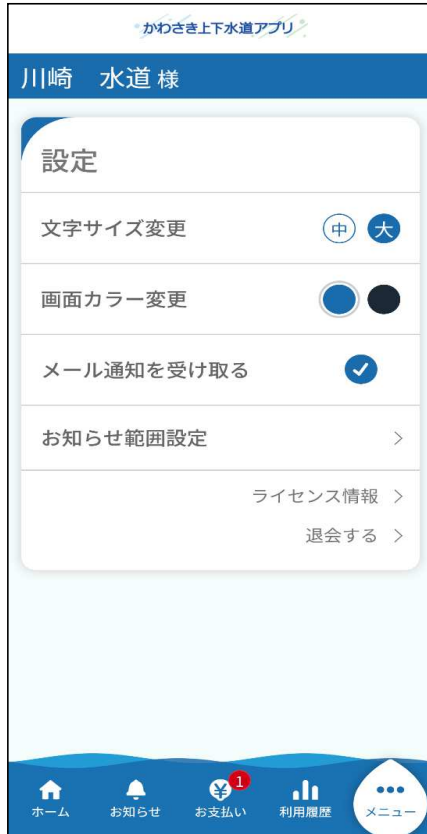 かわさき上下水道アプリ
川崎　水道 様
設定
文字サイズ変更 中 大
画面カラー変更
メール通知を受け取る
お知らせ範囲設定 >
ライセンス情報 >
退会する >
1
ホーム お知らせ お支払い 利用履歴 メニュー